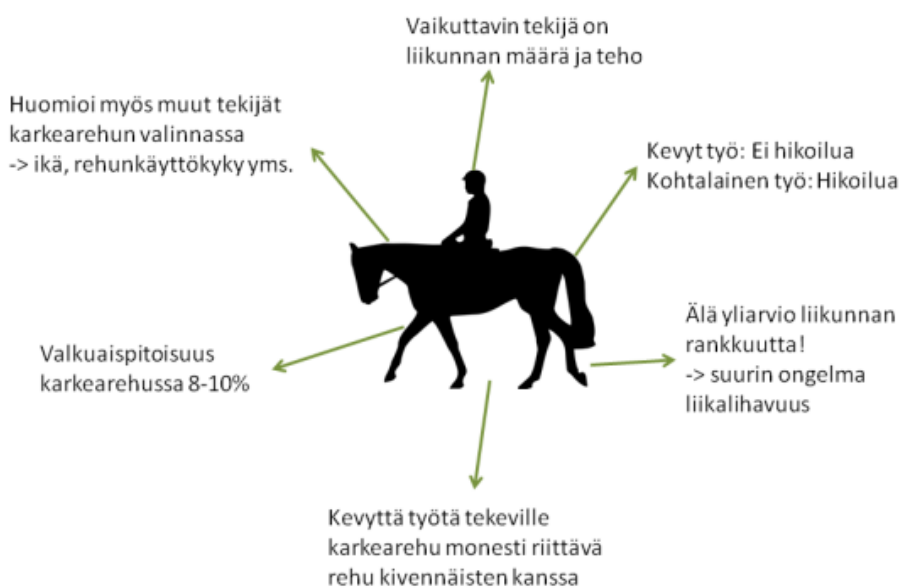 Vaikuttavin tekijä on
liikunnan määrä ja teho
Huomioi myös muut tekijät
karkearehun valinnassa
-> ikä, rehunkäyttökyky yms.
Kevyt työ: Ei hikoilua
Kohtalainen työ: Hikoilua
Älä yliarvio liikunnan
rankkuutta!
-> suurin ongelma
liikalihavuus
Valkuaispitoisuus
karkearehussa 8-10%
Kevyttä työtä tekeville
karkearehu monesti riittävä
rehu kivennäisten kanssa